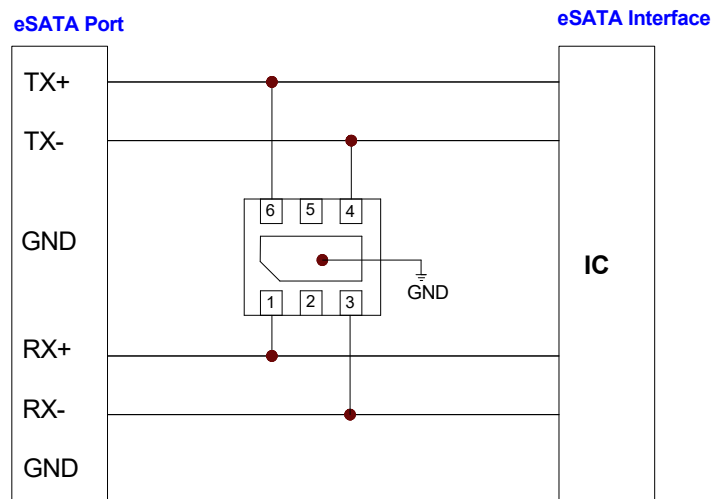 eSATA Port
eSATA Interface
TX+
TX-
6 5 4
GND
IC
GND
1 2 3
RX+
RX-
GND